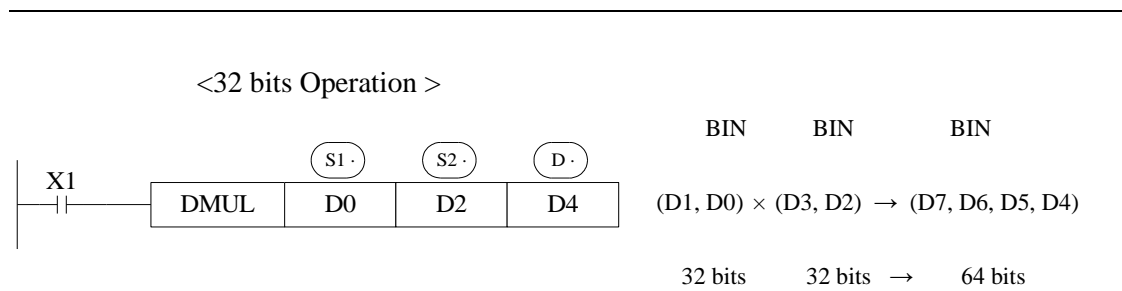 <32 bits Operation >
BIN BIN BIN
S1 · S2 · D ·
X1
DMUL D0 D2 D4 (D1, D0) × (D3, D2) → (D7, D6, D5, D4)
32 bits 32 bits → 64 bits